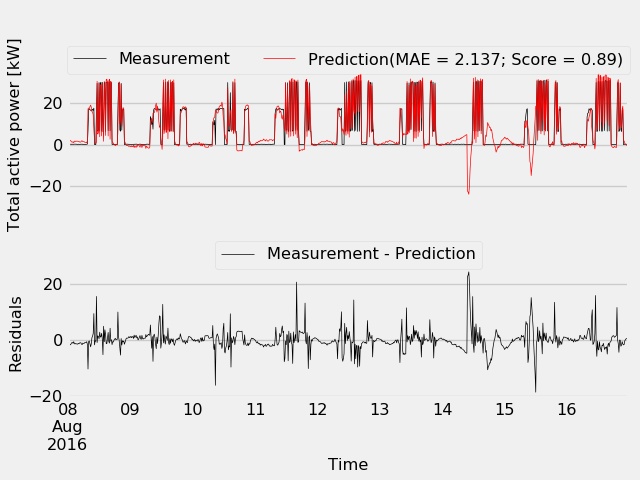 Measurement
Prediction(MAE = 2.137; Score = 0.89)
Total active power [kW]
20
0
−20
Measurement - Prediction
Residuals
20
0
−20
08 09 10 11 12 13 14 15 16
Aug
2016
Time